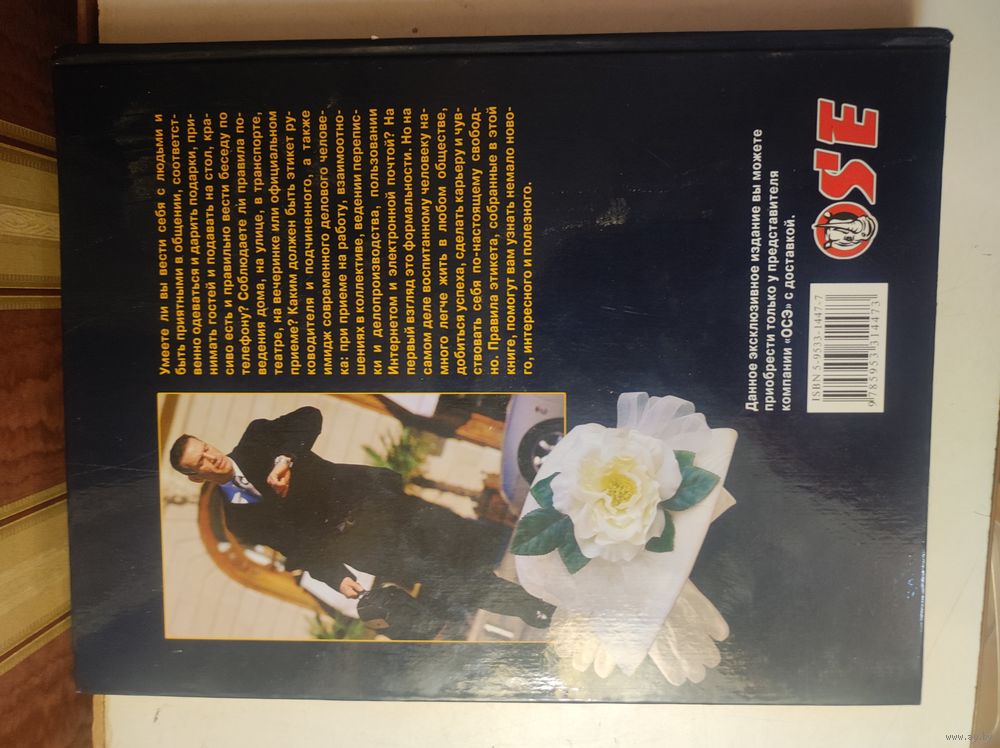 Умеете ли вы вести себя с людьми и
быть приятными в общении, соответст-
венно одеваться и дарить подарки, при-
нимать гостей и подавать на стол, кра-
сиво есть и правильно вести беседу по
телефону? Соблюдаете ли правила по-
ведения дома, на улице, в транспорте,
театре, на вечеринке или официальном
приеме? Каким должен быть этикет ру-
ководителя и подчиненного, а также
имидж современного делового челове-
ка: при приеме на работу, взаимоотно-
шениях в коллективе, ведении переписки
и делопроизводства, пользовании
Интернетом и электронной почтой? На
первый взгляд это формальности. Но на
самом деле воспитанному человеку на-
много легче жить в любом обществе,
добиться успеха, сделать карьеру и чув-
ствовать себя по-настоящему свобод-
но. Правила этикета, собранные в этой
книге, помогут вам узнать немало ново-
го, интересного и полезного.
Данное эксклюзивное издание вы можете
приобрести только у представителя
компании «ОСЭ» с доставкой.
ISBN 5-9533-1447-7
9785953314473
OSE
www.ay.by